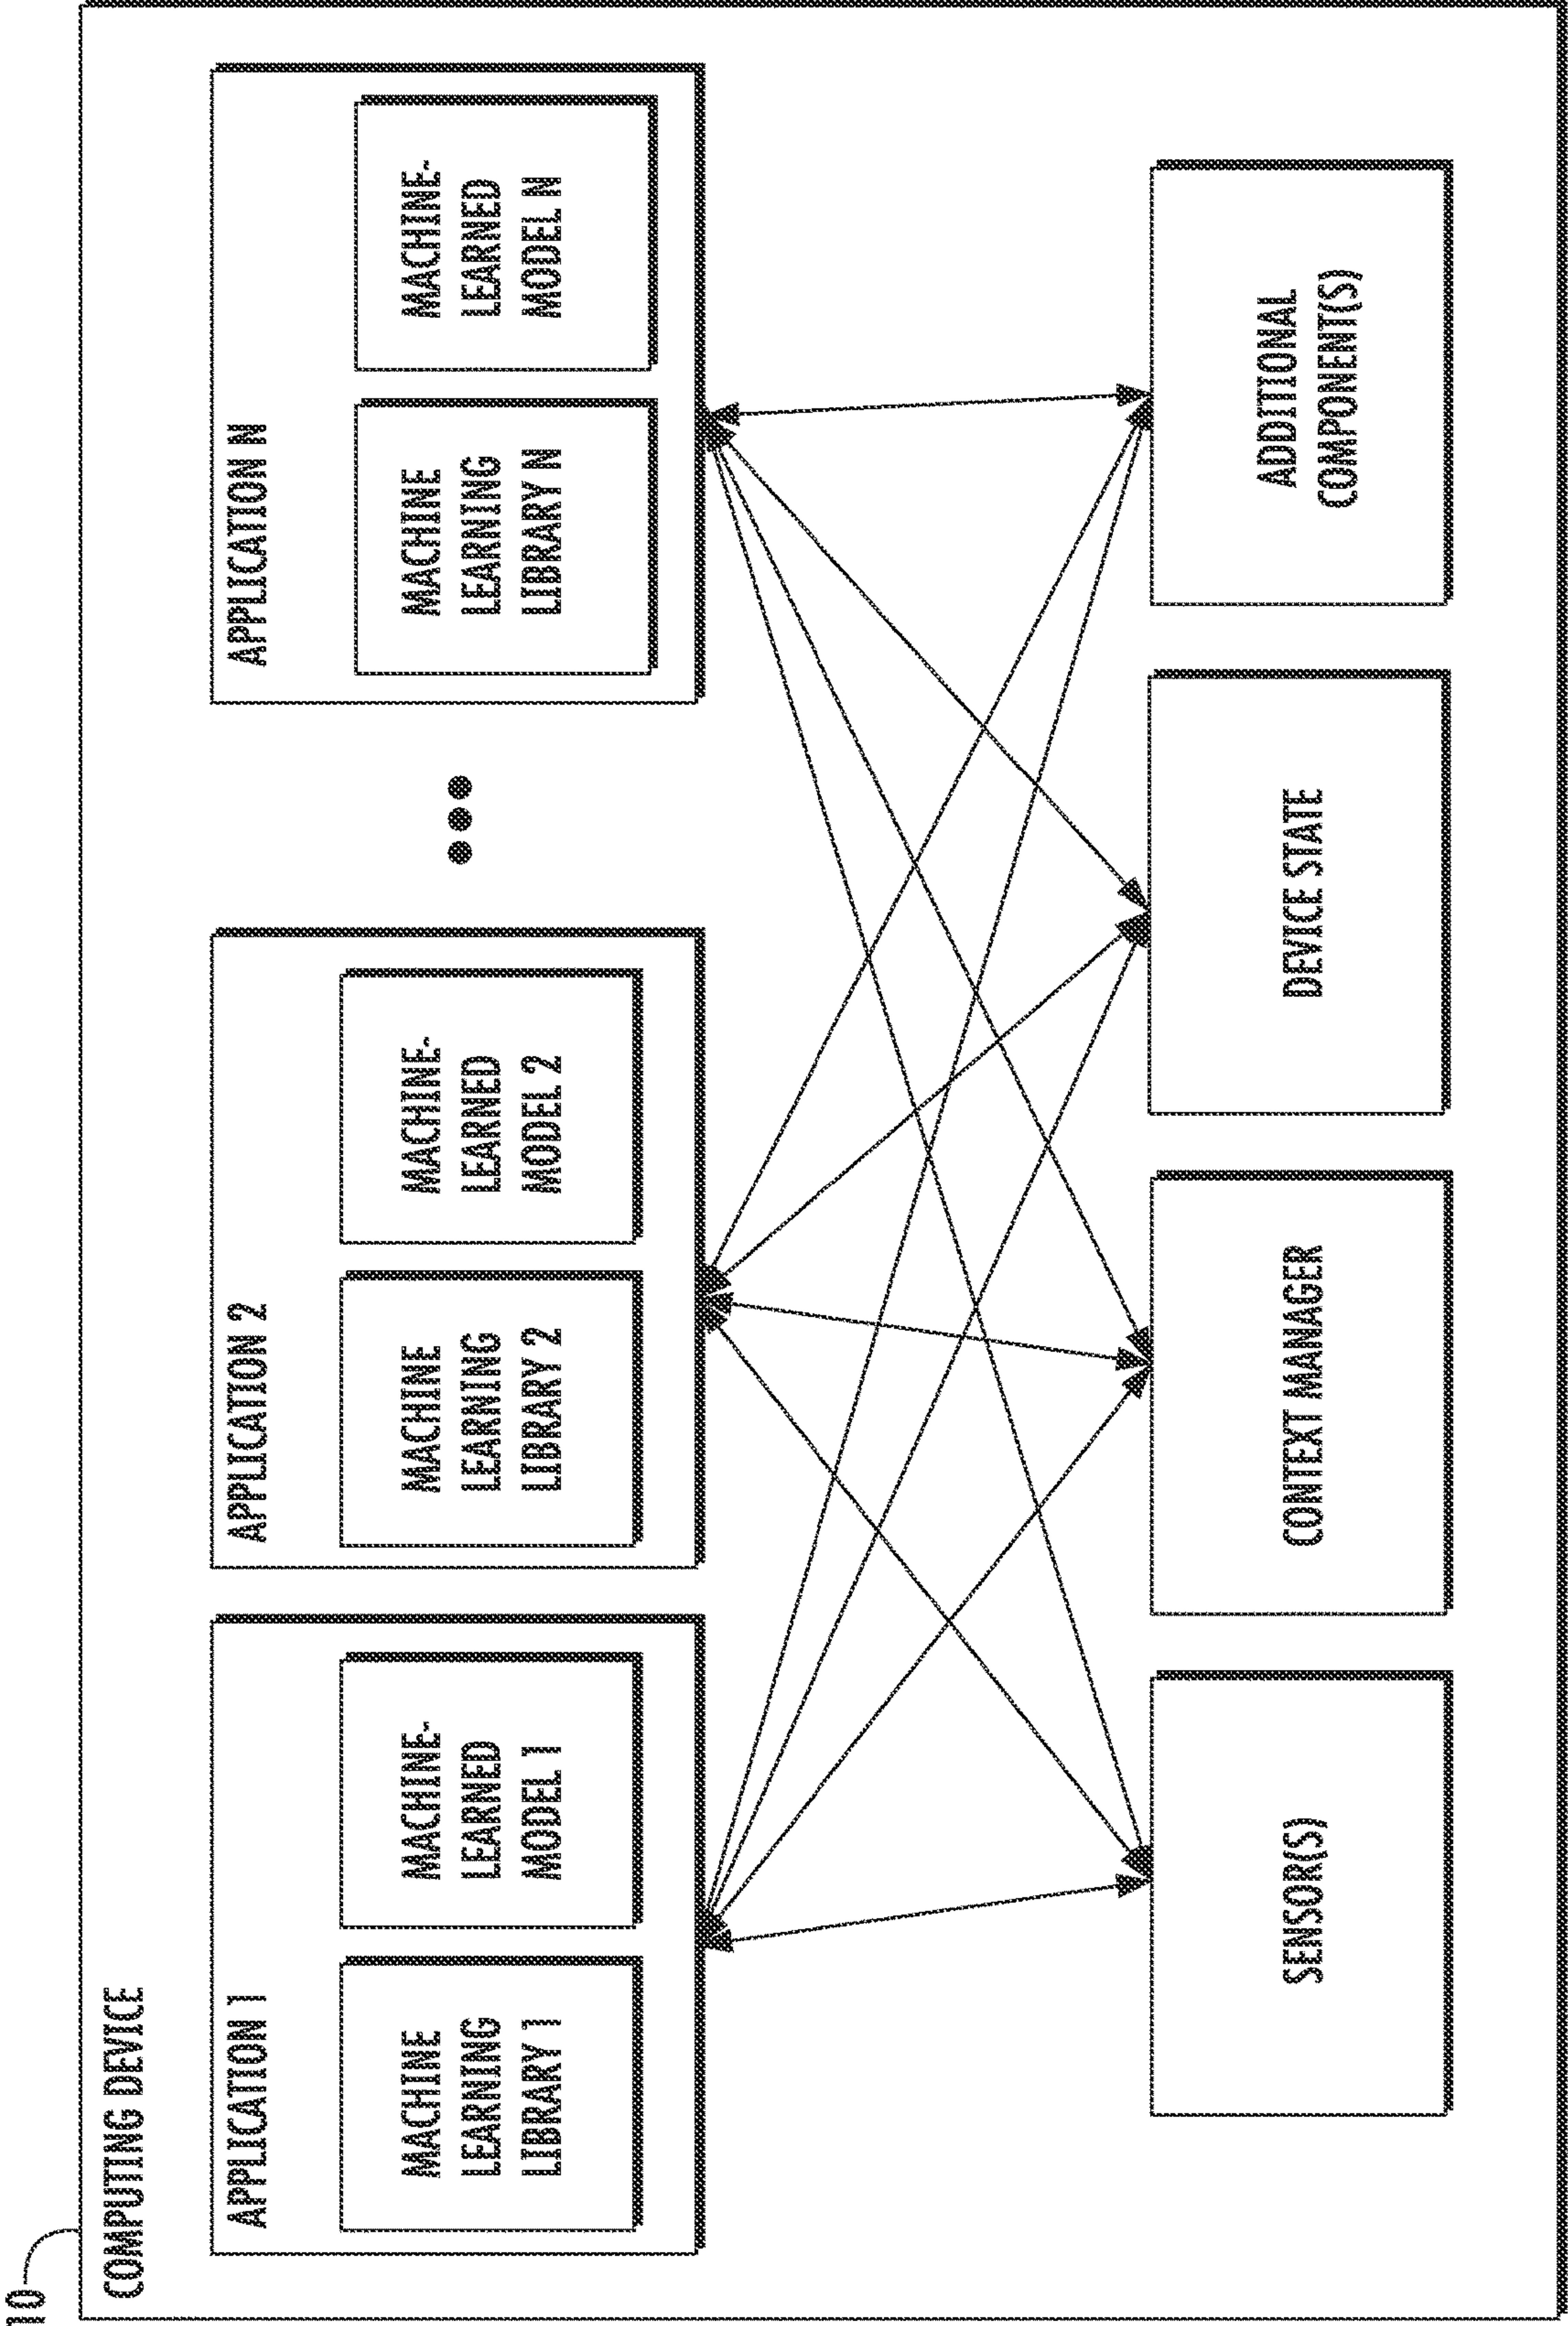 10
COMPUTING DEVICE
APPLICATION 1
MACHINE
LEARNING
LIBRARY 1
MACHINE-
LEARNED
MODEL 1
APPLICATION 2
MACHINE
LEARNING
LIBRARY 2
MACHINE-
LEARNED
MODEL 2
APPLICATION N
MACHINE
LEARNING
LIBRARY N
MACHINE-
LEARNED
MODEL N
SENSOR(S)
CONTEXT MANAGER
DEVICE STATE
ADDITIONAL
COMPONENT(S)